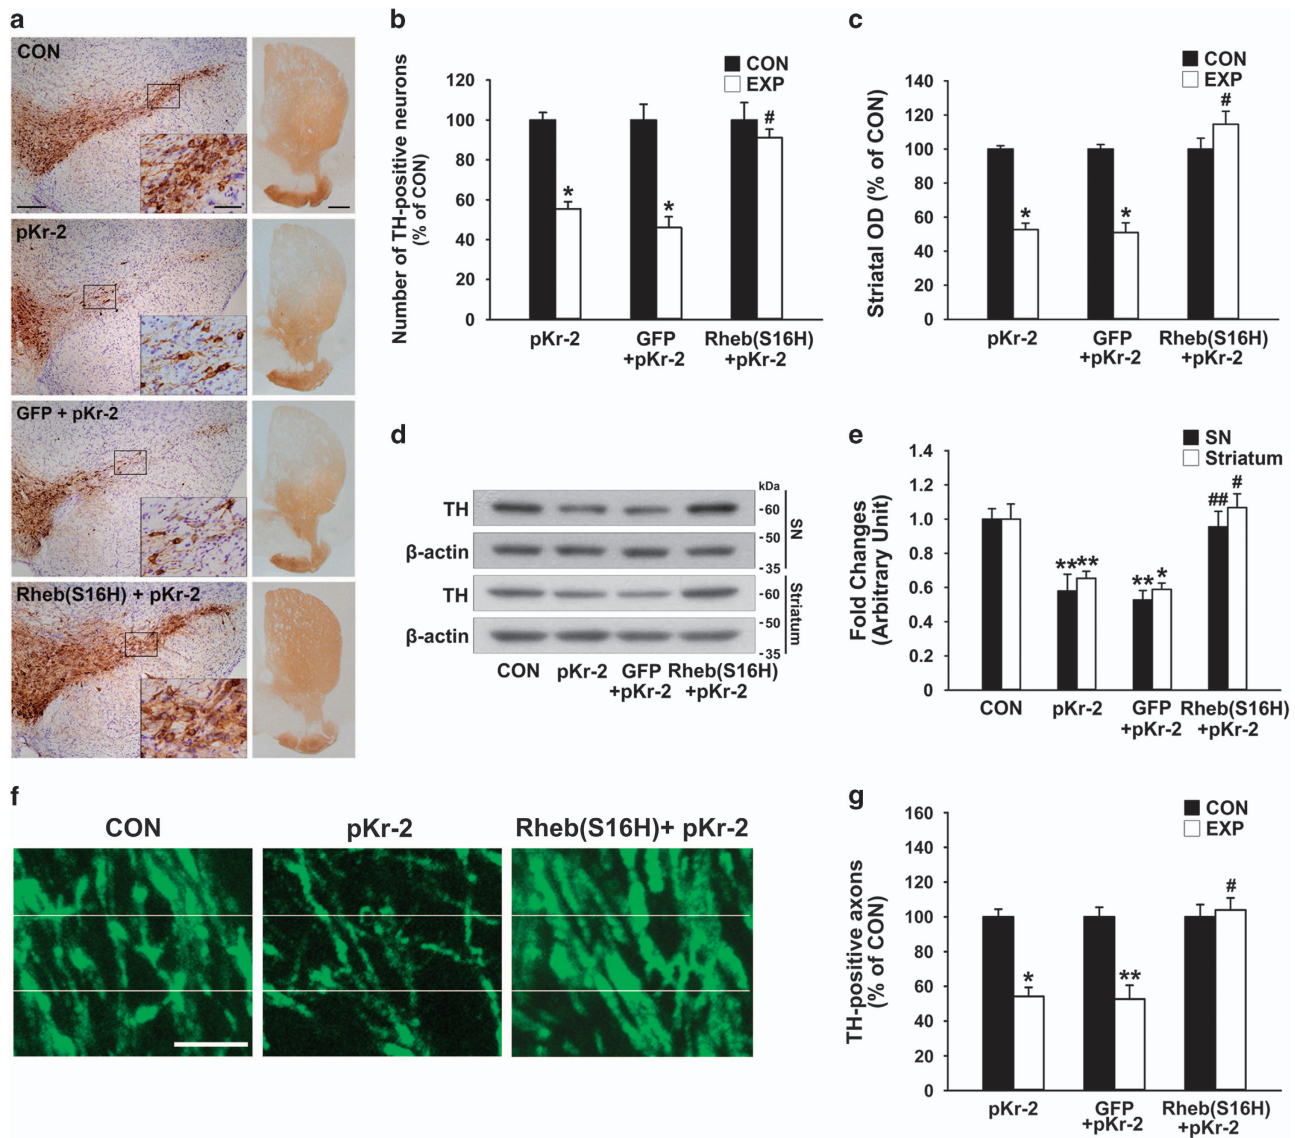 a
CON
pKr-2
GFP + pKr-2
Rheb(S16H) + pKr-2
b
CON
EXP
Number of TH-positive neurons
(% of CON)
120
100
80
60
40
20
0
*
*
#
pKr-2
GFP
+pKr-2
Rheb(S16H)
+pKr-2
c
CON
EXP
Striatal OD (% of CON)
140
120
100
80
60
40
20
0
*
*
#
pKr-2
GFP
+pKr-2
Rheb(S16H)
+pKr-2
d
kDa
TH
-60
β-actin
-50
-35
SN
TH
-60
β-actin
-50
-35
Striatum
CON
pKr-2
GFP
+pKr-2
Rheb(S16H)
+pKr-2
e
SN
Striatum
Fold Changes
(Arbitrary Unit)
1.4
1.2
1.0
0.8
0.6
0.4
0.2
0
**
**
**
*
##
#
CON
pKr-2
GFP
+pKr-2
Rheb(S16H)
+pKr-2
f
CON
pKr-2
Rheb(S16H)+ pKr-2
g
CON
EXP
TH-positive axons
(% of CON)
160
140
120
100
80
60
40
20
0
*
**
#
pKr-2
GFP
+pKr-2
Rheb(S16H)
+pKr-2